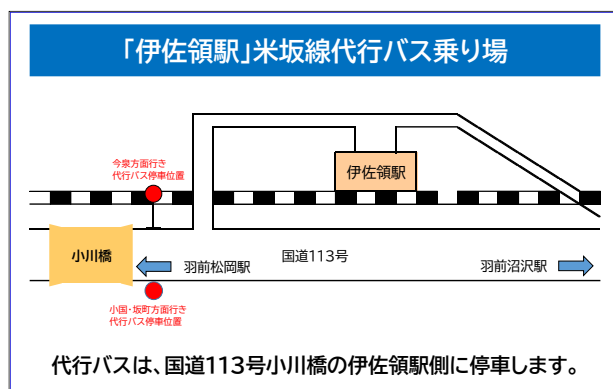 「伊佐領駅」米坂線代行バス乗り場
今泉方面行き
代行バス停車位置
伊佐領駅
小川橋
羽前松岡駅
国道113号
羽前沼沢駅
小国・坂町方面行き
代行バス停車位置
代行バスは、国道113号小川橋の伊佐領駅側に停車します。